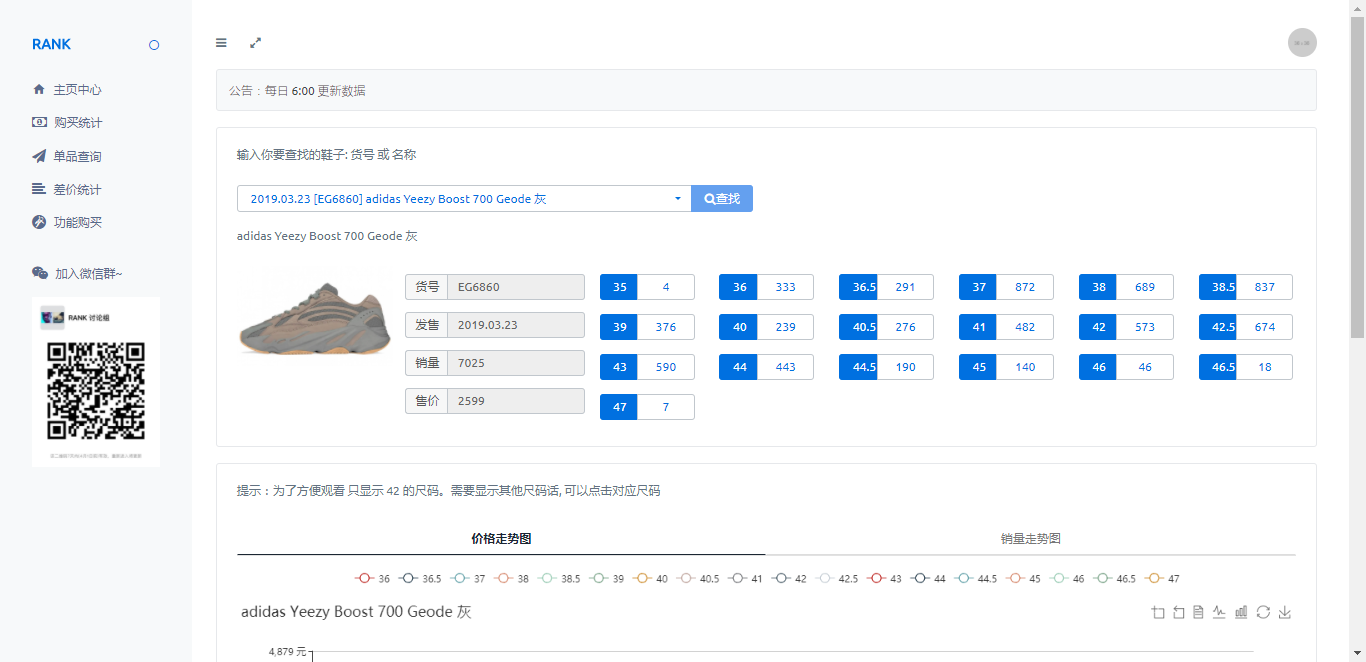 RANK
公告：每日 6:00 更新数据
主页中心
购买统计
单品查询
差价统计
功能购买
加入微信群~
RANK 讨论组
输入你要查找的鞋子: 货号 或 名称
2019.03.23 [EG6860] adidas Yeezy Boost 700 Geode 灰 查找
adidas Yeezy Boost 700 Geode 灰
货号 EG6860
发售 2019.03.23
销量 7025
售价 2599
35 4 36 333 36.5 291 37 872 38 689 38.5 837
39 376 40 239 40.5 276 41 482 42 573 42.5 674
43 590 44 443 44.5 190 45 140 46 46 46.5 18
47 7
提示：为了方便观看 只显示 42 的尺码。需要显示其他尺码话, 可以点击对应尺码
价格走势图 销量走势图
36 36.5 37 38 38.5 39 40 40.5 41 42 42.5 43 44 44.5 45 46 46.5 47
adidas Yeezy Boost 700 Geode 灰
4,879 元